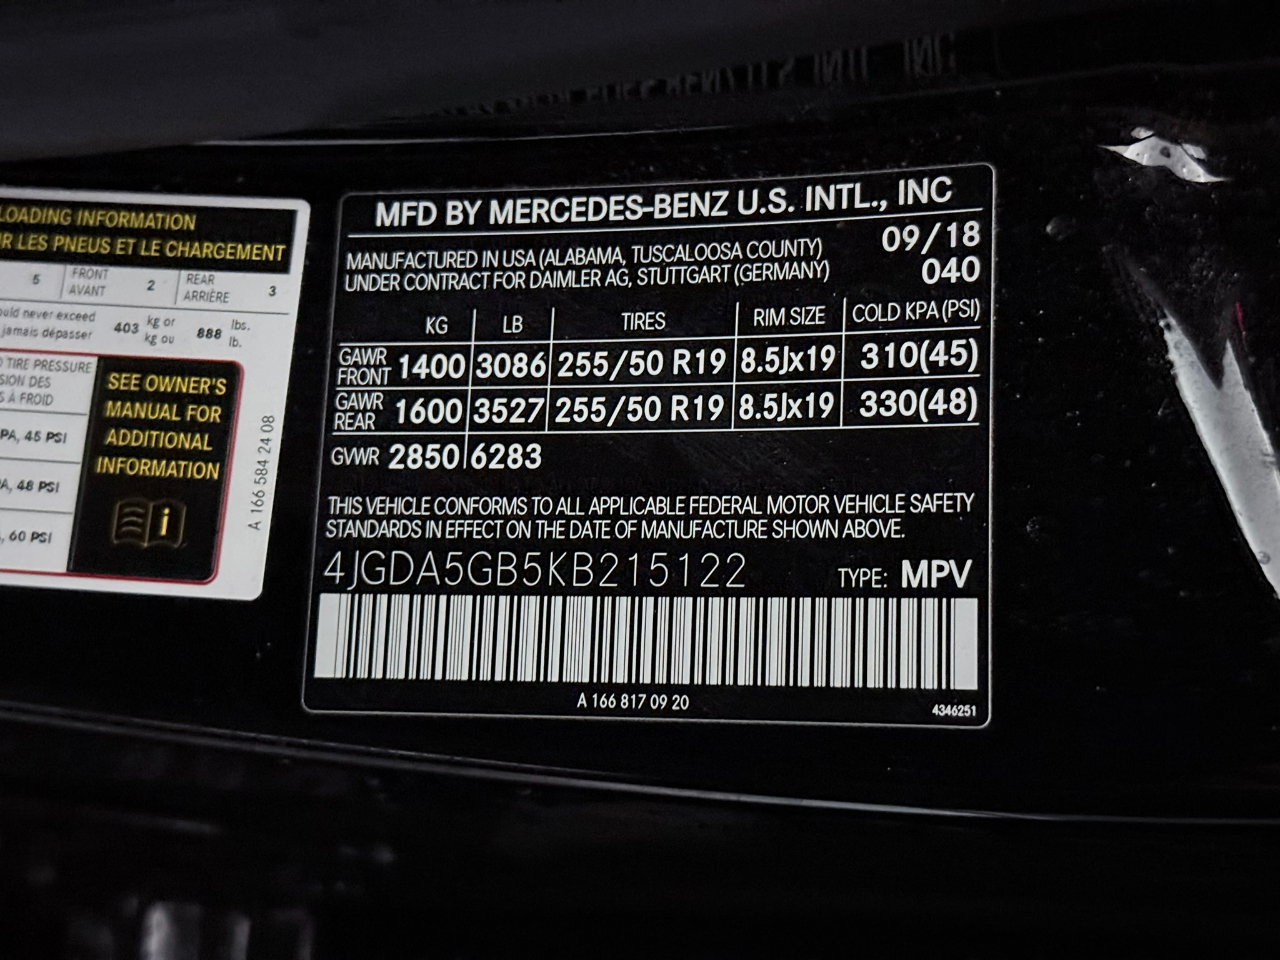 LOADING INFORMATION
R LES PNEUS ET LE CHARGEMENT
5 FRONT AVANT 2 REAR ARRIÈRE 3
never exceed 403 kg or 888 lbs.
jamais dépasser kg ou lb.
TIRE PRESSURE
DES
À FROID
PA, 45 PSI
A, 48 PSI
, 60 PSI
SEE OWNER'S
MANUAL FOR
ADDITIONAL
INFORMATION
i
A 166 584 24 08
MFD BY MERCEDES-BENZ U.S. INTL., INC
MANUFACTURED IN USA (ALABAMA, TUSCALOOSA COUNTY) 09/18
UNDER CONTRACT FOR DAIMLER AG, STUTTGART (GERMANY) 040
KG LB TIRES RIM SIZE COLD KPA(PSI)
GAWR FRONT 1400 3086 255/50 R19 8.5Jx19 310(45)
GAWR REAR 1600 3527 255/50 R19 8.5Jx19 330(48)
GVWR 2850 6283
THIS VEHICLE CONFORMS TO ALL APPLICABLE FEDERAL MOTOR VEHICLE SAFETY
STANDARDS IN EFFECT ON THE DATE OF MANUFACTURE SHOWN ABOVE.
4JGDA5GB5KB215122 TYPE: MPV
A 166 817 09 20
4346251